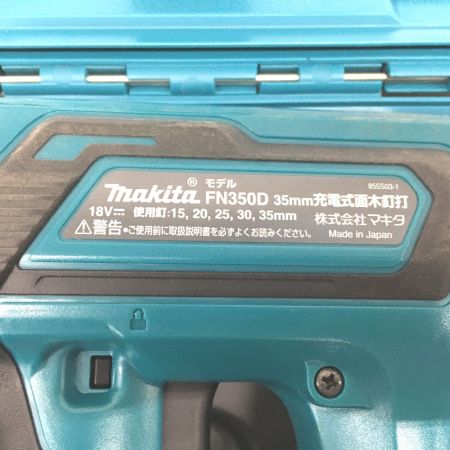 855S03-1
makita® モデル FN350D 35mm充電式面木釘打
18V⎓ 使用釘:15, 20, 25, 30, 35mm 株式会社マキタ
⚠警告 •ご使用前に取扱説明書を必ずよくお読みください。 Made in Japan